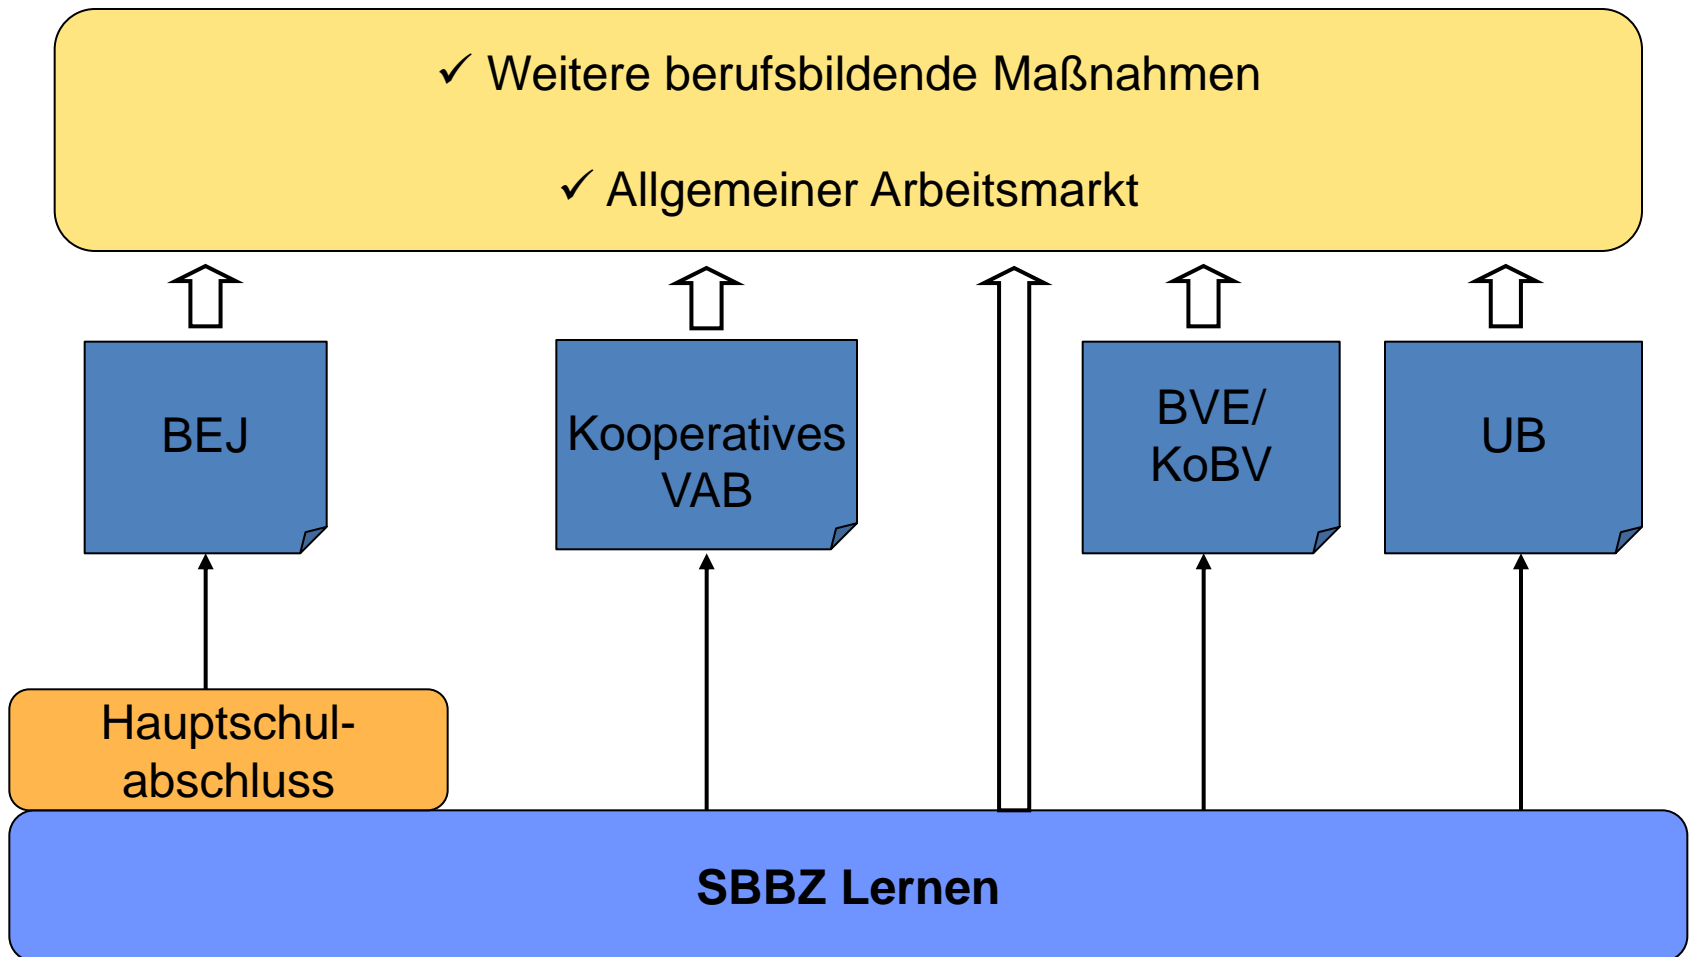 ✓ Weitere berufsbildende Maßnahmen
✓ Allgemeiner Arbeitsmarkt
BEJ
Kooperatives
VAB
BVE/
KoBV
UB
Hauptschul-
abschluss
SBBZ Lernen